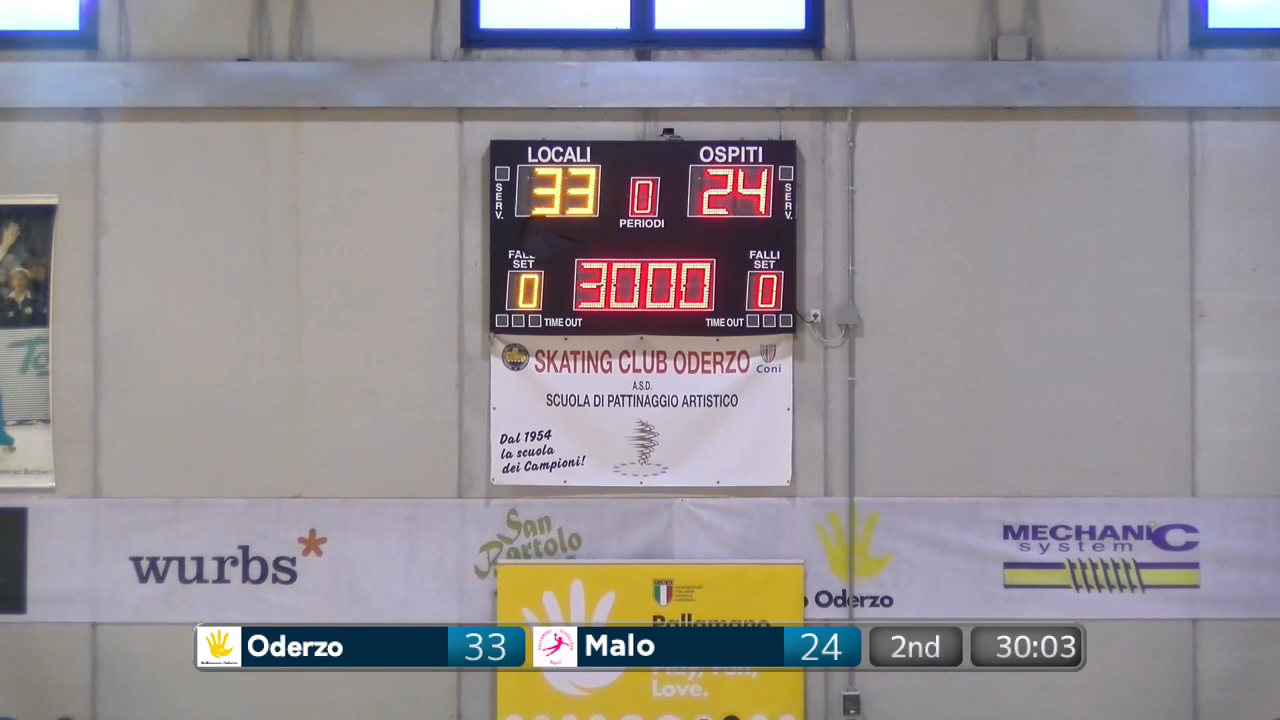 LOCALI
OSPITI
33
0
24
SERV.
SERV.
PERIODI
FALLI
SET
FALLI
SET
0
3000
0
TIME OUT
TIME OUT
SKATING CLUB ODERZO
Coni
A.S.D.
SCUOLA DI PATTINAGGIO ARTISTICO
Dal 1954
la scuola
dei Campioni!
wurbs
San
Bartolo
Oderzo
MECHANIC
system
Pallamano
Love.
Oderzo 33 Malo 24 2nd 30:03